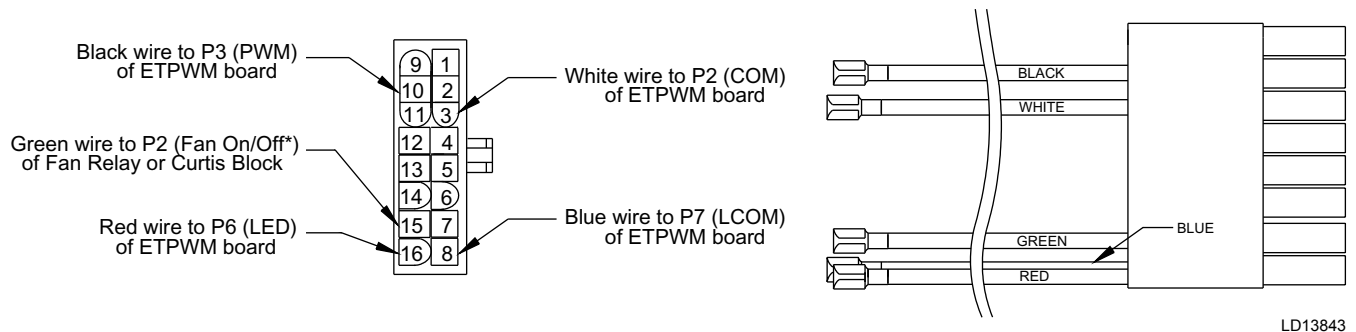 Black wire to P3 (PWM)
of ETPWM board
White wire to P2 (COM)
of ETPWM board
Green wire to P2 (Fan On/Off*)
of Fan Relay or Curtis Block
Red wire to P6 (LED)
of ETPWM board
Blue wire to P7 (LCOM)
of ETPWM board
9 1
10 2
11 3
12 4
13 5
14 6
15 7
16 8
BLACK
WHITE
GREEN
BLUE
RED
LD13843